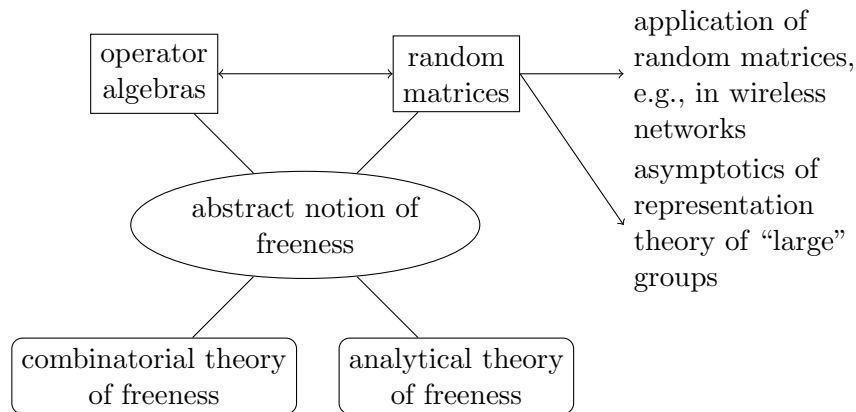 operator
algebras
random
matrices
application of
random matrices,
e.g., in wireless
networks
asymptotics of
representation
theory of “large”
groups
abstract notion of
freeness
combinatorial theory
of freeness
analytical theory
of freeness